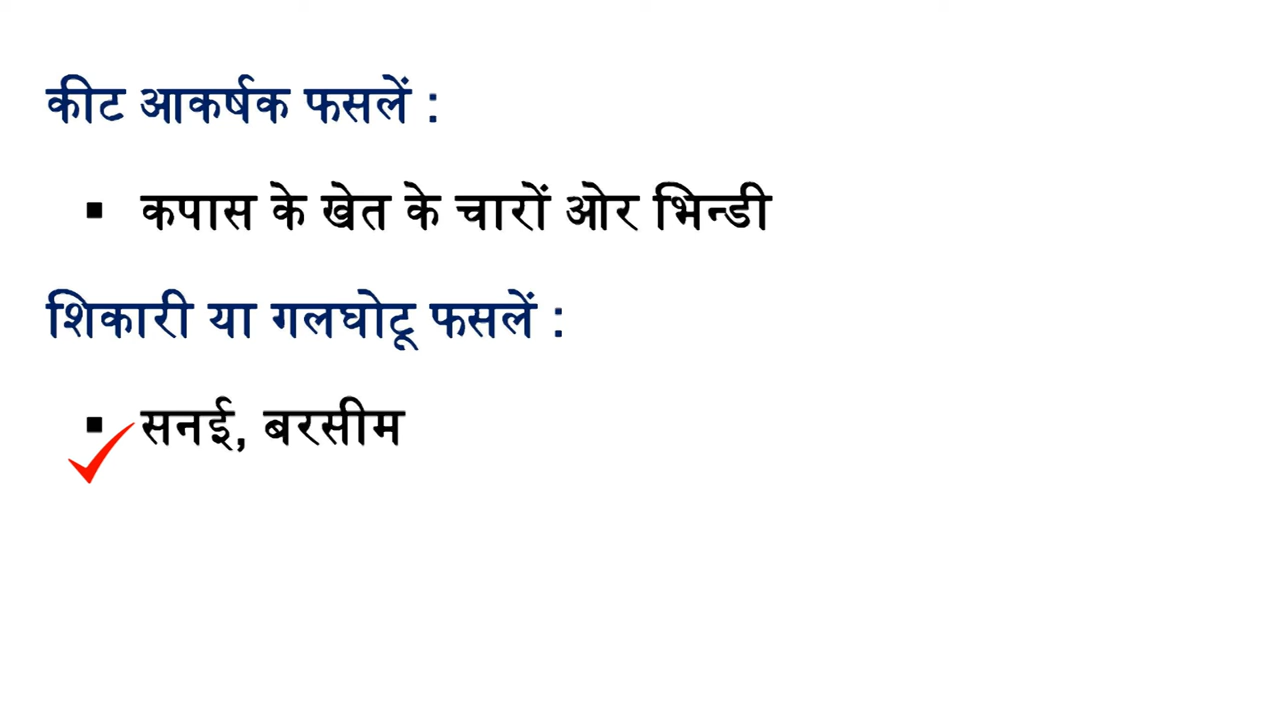 कीट आकर्षक फसलें :
▪ कपास के खेत के चारों ओर भिन्डी
शिकारी या गलघोटू फसलें :
▪ सनई, बरसीम